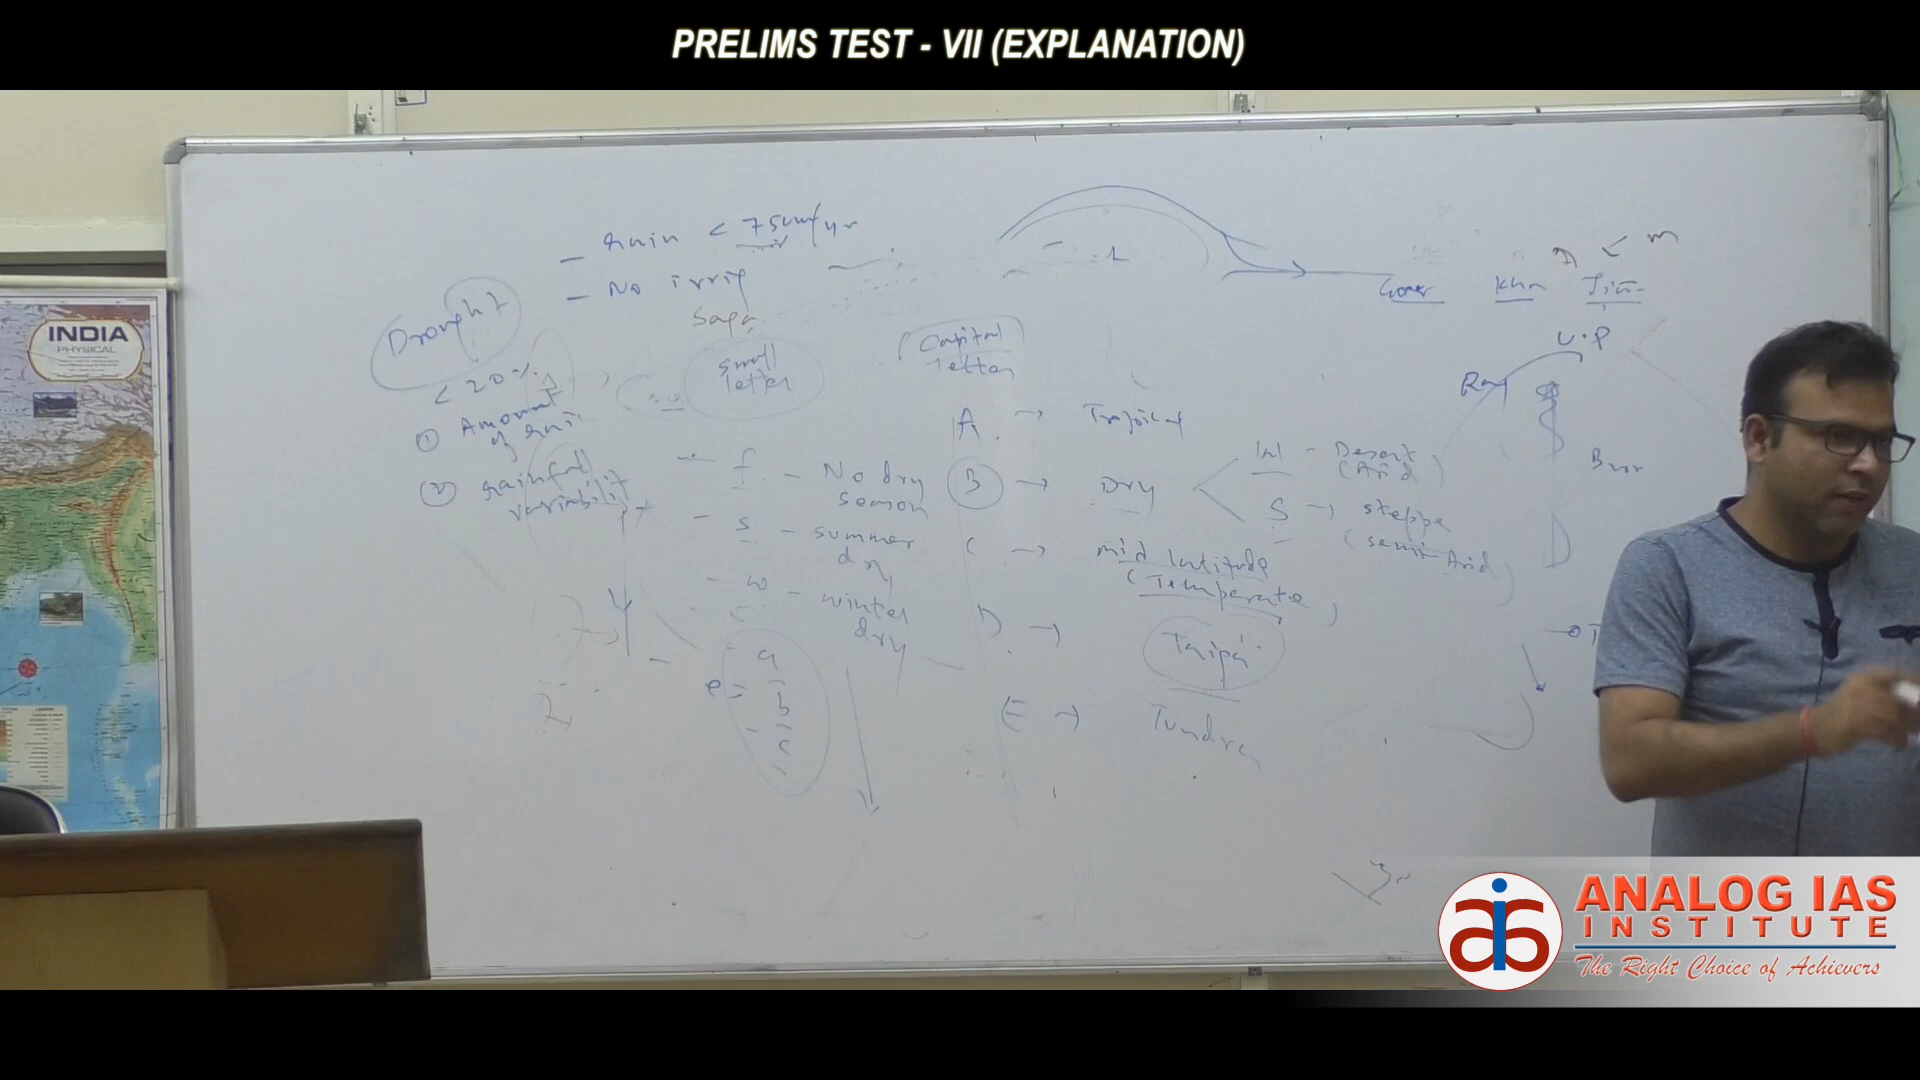 PRELIMS TEST - VII (EXPLANATION)
INDIA
PHYSICAL
- rain < 75cm/yr
- No irrig
Drought
< 20%
① Amount
of rain
② rainfall
variability
small
letter
f - No dry
season
s - summer
dry
w - winter
dry
a
b
c
Capital
letter
A → Tropical
B → Dry
W - Desert
(Arid)
S → steppe
(semi-Arid)
C → mid latitude
(Temperate)
D → Taiga
E → Tundra
U.P
ANALOG IAS
INSTITUTE
The Right Choice of Achievers